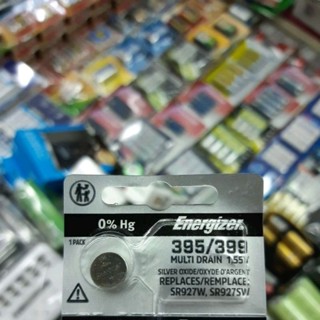 0% Hg
Energizer
1 PACK
395/399
MULTI DRAIN 1,55V
SILVER OXIDE/OXYDE D'ARGENT
REPLACES/REMPLACE:
SR927W, SR927SW